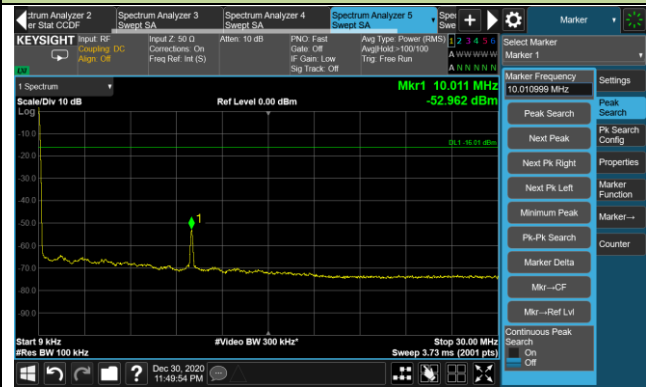 ctrum Analyzer 2
er Stat CCDF
Spectrum Analyzer 3
Swept SA
Spectrum Analyzer 4
Swept SA
Spectrum Analyzer 5
Swept SA
Spe
Swe
Marker
KEYSIGHT
Input: RF
Coupling: DC
Align: Off
Input Z: 50 Ω
Corrections: On
Freq Ref: Int (S)
Atten: 10 dB
PNO: Fast
Gate: Off
IF Gain: Low
Sig Track: Off
Avg Type: Power (RMS)
Avg|Hold >100/100
Trig: Free Run
1 2 3 4 5 6
A W W W W W
A N N N N N
Select Marker
Marker 1
1 Spectrum
Scale/Div 10 dB
Ref Level 0.00 dBm
Mkr1 10.011 MHz
-52.962 dBm
Log
DL1 -16.01 dBm
-10.0
-20.0
-30.0
-40.0
-50.0
-60.0
-70.0
-80.0
-90.0
1
Start 9 kHz
#Res BW 100 kHz
#Video BW 300 kHz*
Stop 30.00 MHz
Sweep 3.73 ms (2001 pts)
Marker Frequency
10.010999 MHz
Peak Search
Next Peak
Next Pk Right
Next Pk Left
Minimum Peak
Pk-Pk Search
Marker Delta
Mkr→CF
Mkr→Ref Lvl
Continuous Peak
Search
On
Off
Settings
Peak
Search
Pk Search
Config
Properties
Marker
Function
Marker→
Counter
Dec 30, 2020
11:49:54 PM